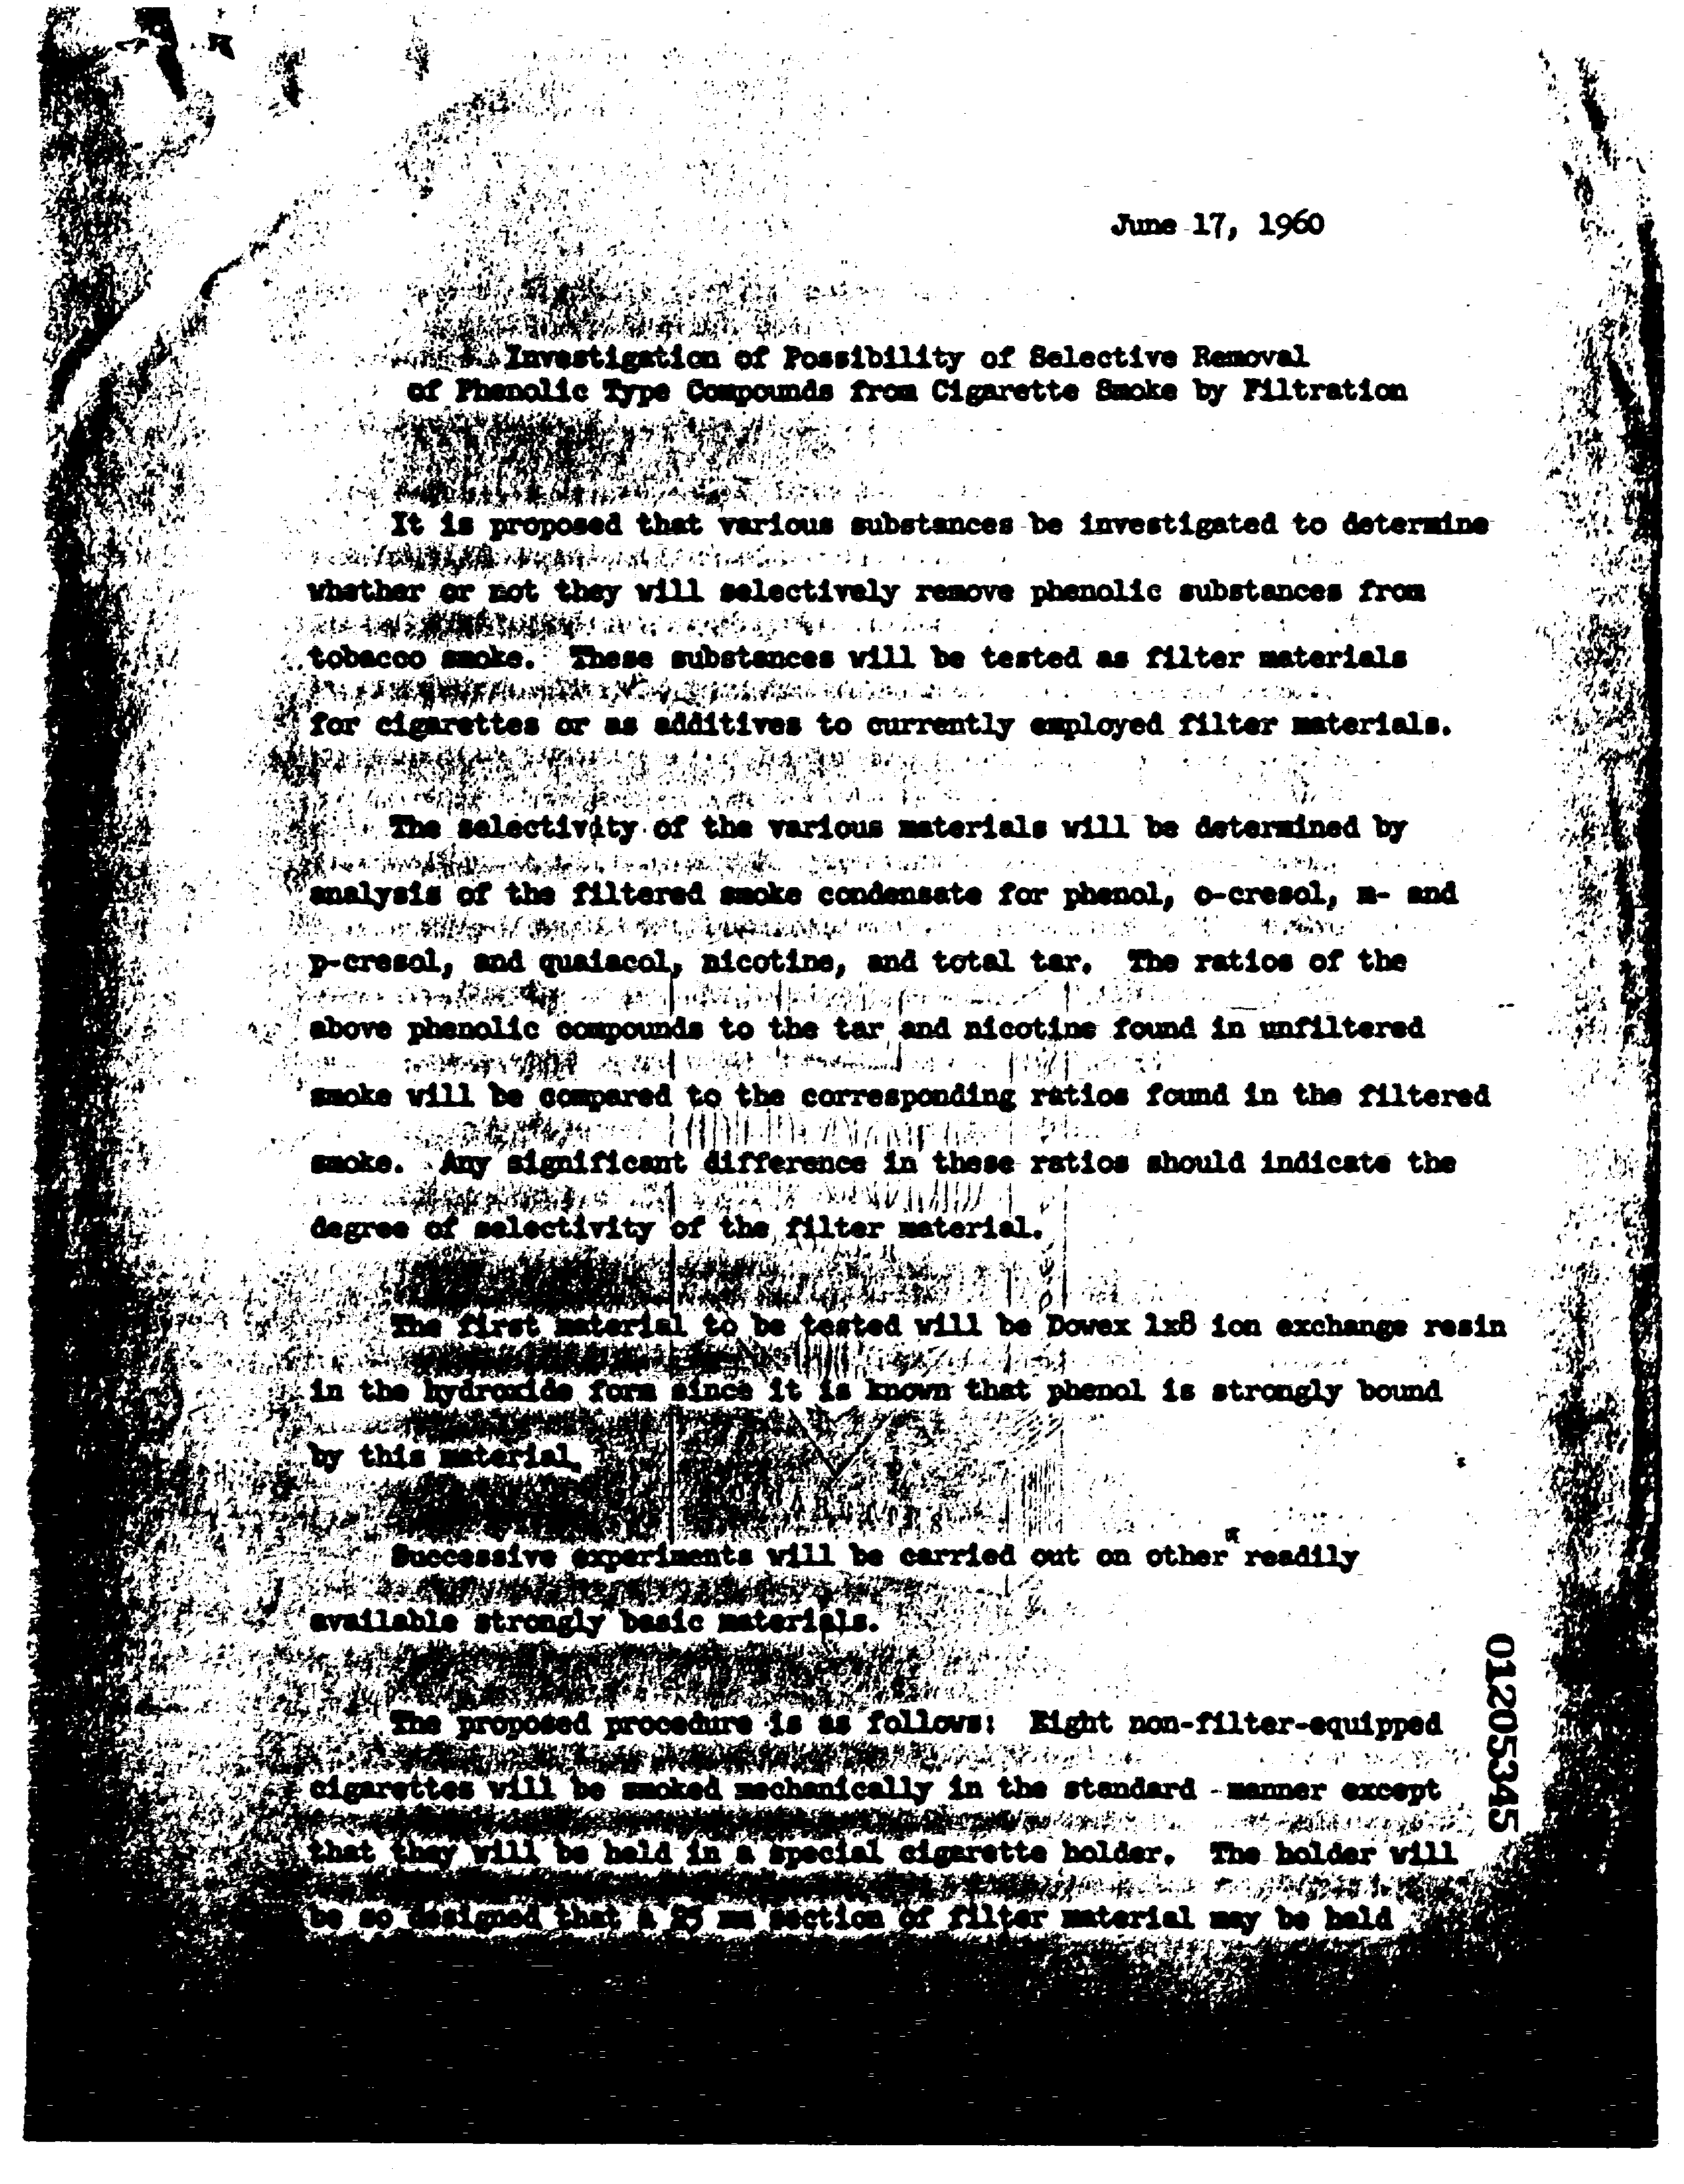 June 17, 1960
Investigation of Possibility of Selective Removal
of Phenolic Type Compounds from Cigarette Smoke by Filtration
It is proposed that various substances be investigated to determine
whether or not they will selectively remove phenolic substances from
tobacco smoke. These substances will be tested as filter materials
for cigarettes or as additives to currently employed filter materials.
The selectivity of the various materials will be determined by
analysis of the filtered smoke condensate for phenol, o-cresol, m- and
p-cresol, and quaiacol, nicotine, and total tar. The ratios of the
above phenolic compounds to the tar and nicotine found in unfiltered
smoke will be compared to the corresponding ratios found in the filtered
smoke. Any significant difference in these ratios should indicate the
degree of selectivity of the filter material.
The first material to be tested will be Dowex 1x8 ion exchange resin
in the hydroxide form since it is known that phenol is strongly bound
by this material.
Successive experiments will be carried out on other readily
available strongly basic materials.
The proposed procedure is as follows: Eight non-filter-equipped
cigarettes will be smoked mechanically in the standard manner except
that they will be held in a special cigarette holder. The holder will
be so designed that a 25 mm section of filter material may be held
01205345